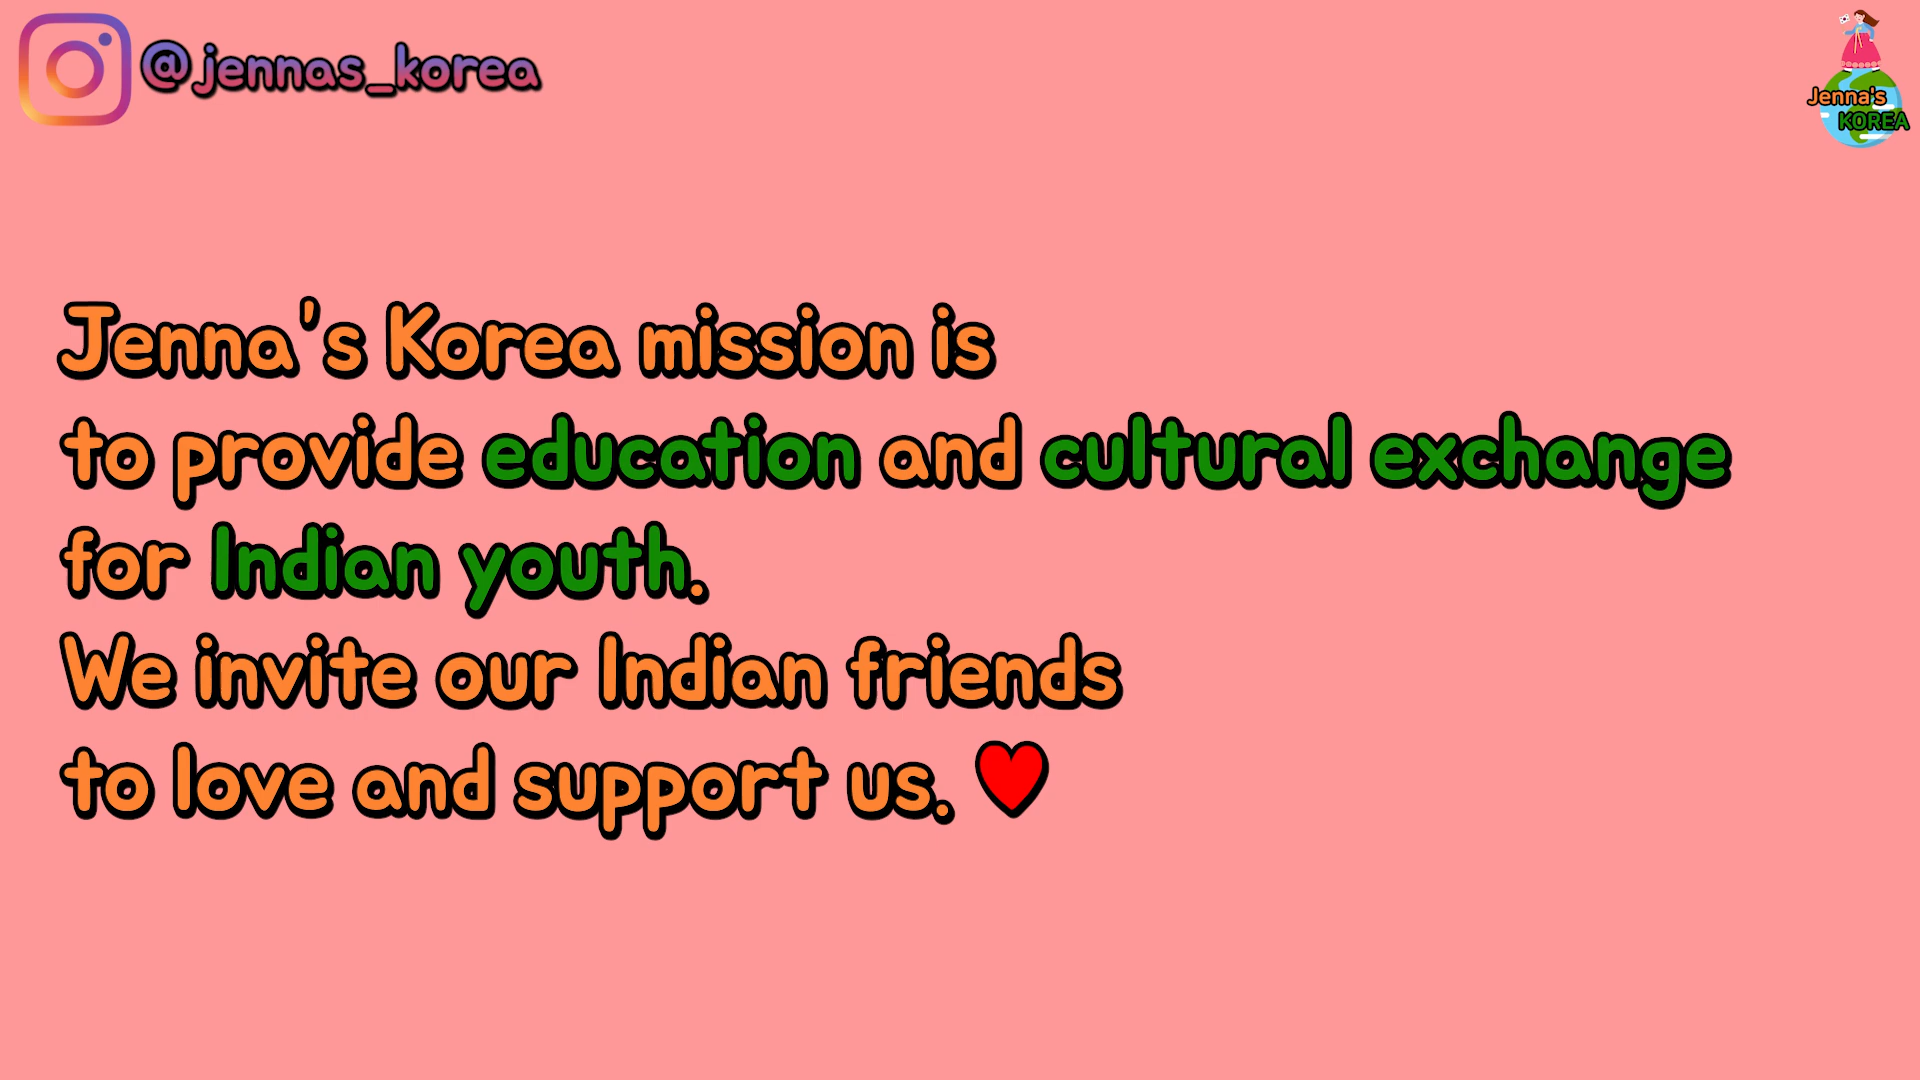 @jennas_korea
Jenna's
KOREA
Jenna's Korea mission is
to provide education and cultural exchange
for Indian youth.
We invite our Indian friends
to love and support us. ❤